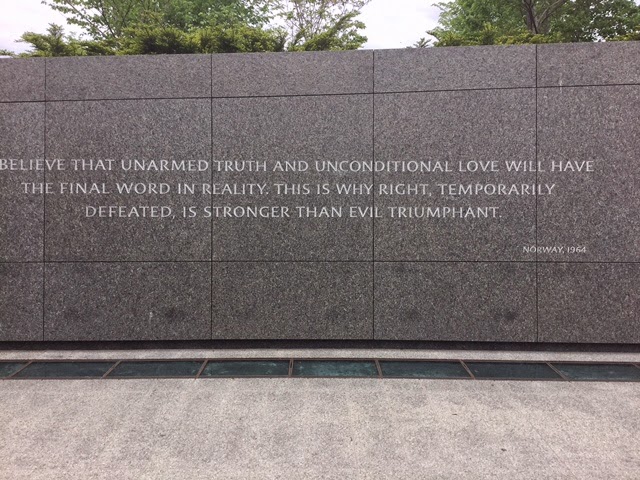 BELIEVE THAT UNARMED TRUTH AND UNCONDITIONAL LOVE WILL HAVE
THE FINAL WORD IN REALITY. THIS IS WHY RIGHT, TEMPORARILY
DEFEATED, IS STRONGER THAN EVIL TRIUMPHANT.
NORWAY, 1964